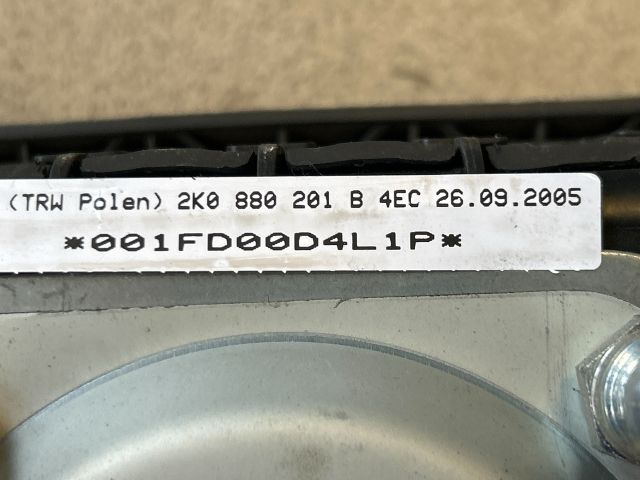 (TRW Polen) 2K0 880 201 B 4EC 26.09.2005
*001FD00D4L1P*